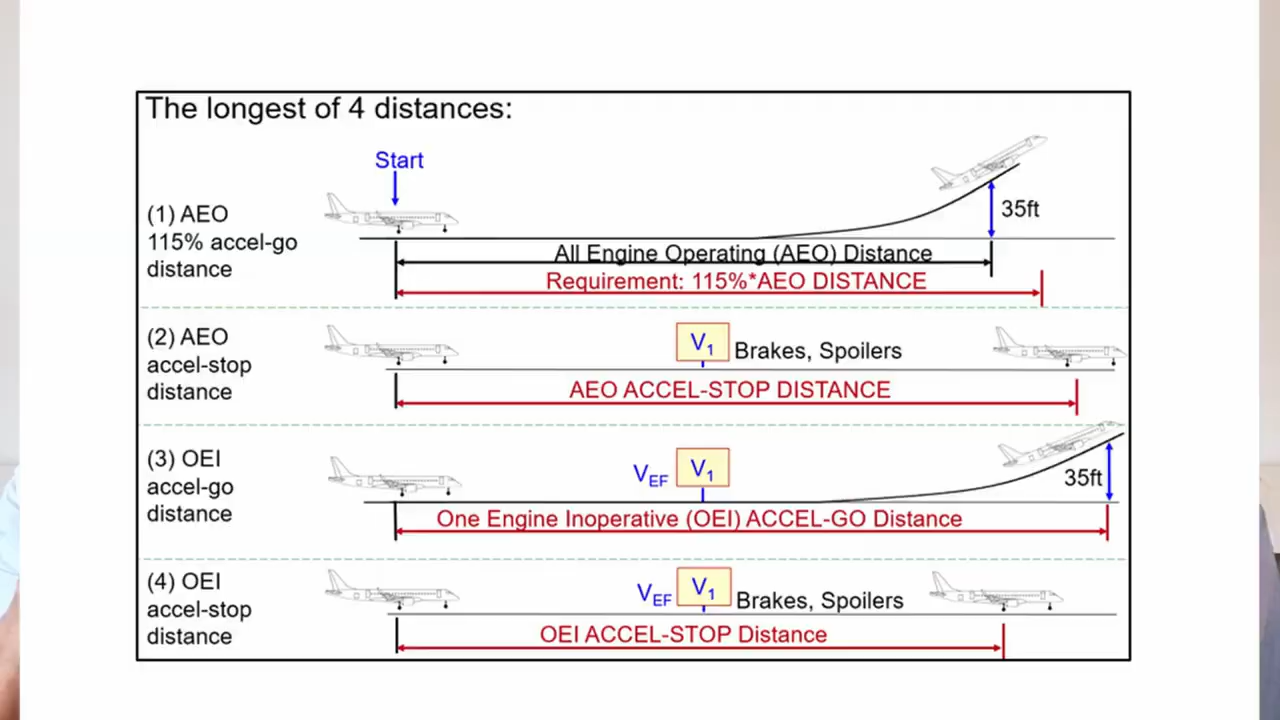 The longest of 4 distances:
Start
(1) AEO
115% accel-go
distance
35ft
All Engine Operating (AEO) Distance
Requirement: 115%*AEO DISTANCE
(2) AEO
accel-stop
distance
V1
Brakes, Spoilers
AEO ACCEL-STOP DISTANCE
(3) OEI
accel-go
distance
VEF
V1
35ft
One Engine Inoperative (OEI) ACCEL-GO Distance
(4) OEI
accel-stop
distance
VEF
V1
Brakes, Spoilers
OEI ACCEL-STOP Distance